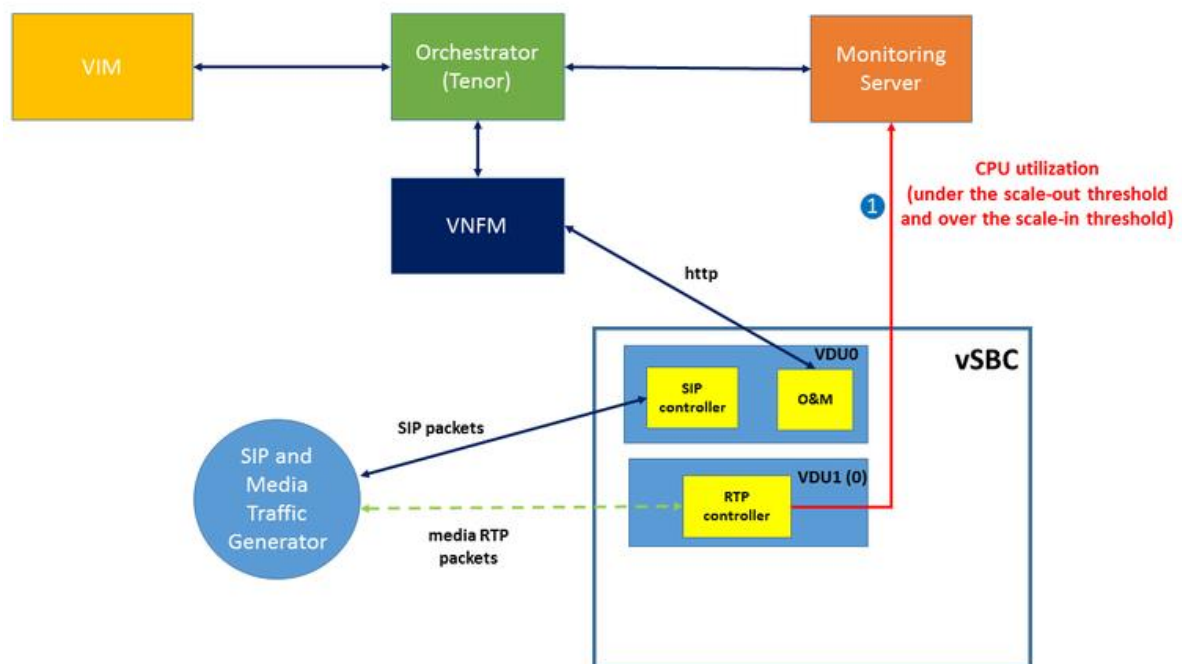 VIM
Orchestrator
(Tenor)
Monitoring
Server
VNFM
CPU utilization
(under the scale-out threshold
and over the scale-in threshold)
1
http
vSBC
VDU0
SIP
controller
O&M
SIP packets
SIP and
Media
Traffic
Generator
VDU1 (0)
RTP
controller
media RTP
packets